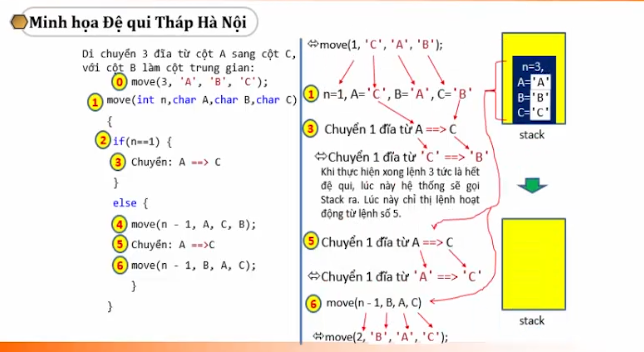 Minh họa Đệ qui Tháp Hà Nội
Di chuyển 3 đĩa từ cột A sang cột C,
với cột B làm cột trung gian:
0 move(3, 'A', 'B', 'C');
1 move(int n,char A,char B,char C)
{
2 if(n==1) {
3 Chuyển: A ==> C
}
else {
4 move(n - 1, A, C, B);
5 Chuyển: A ==>C
6 move(n - 1, B, A, C);
}
}
⇔move(1, 'C', 'A', 'B');
1 n=1, A='C', B='A', C='B'
3 Chuyển 1 đĩa từ A ==> C
⇔Chuyển 1 đĩa từ 'C' ==> 'B'
Khi thực hiện xong lệnh 3 tức là hết
đệ qui, lúc này hệ thống sẽ gọi
Stack ra. Lúc này chỉ thị lệnh hoạt
động từ lệnh số 5.
5 Chuyển 1 đĩa từ A ==> C
⇔Chuyển 1 đĩa từ 'A' ==> 'C'
6 move(n - 1, B, A, C)
⇔move(2, 'B', 'A', 'C');
n=3,
A='A'
B='B'
C='C'
stack
stack